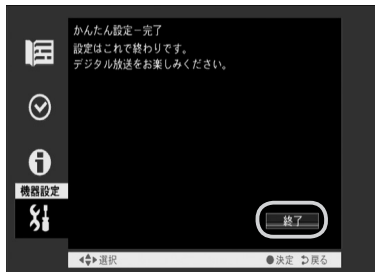 かんたん設定－完了
設定はこれで終わりです。
デジタル放送をお楽しみください。
機器設定
終了
選択
決定
戻る